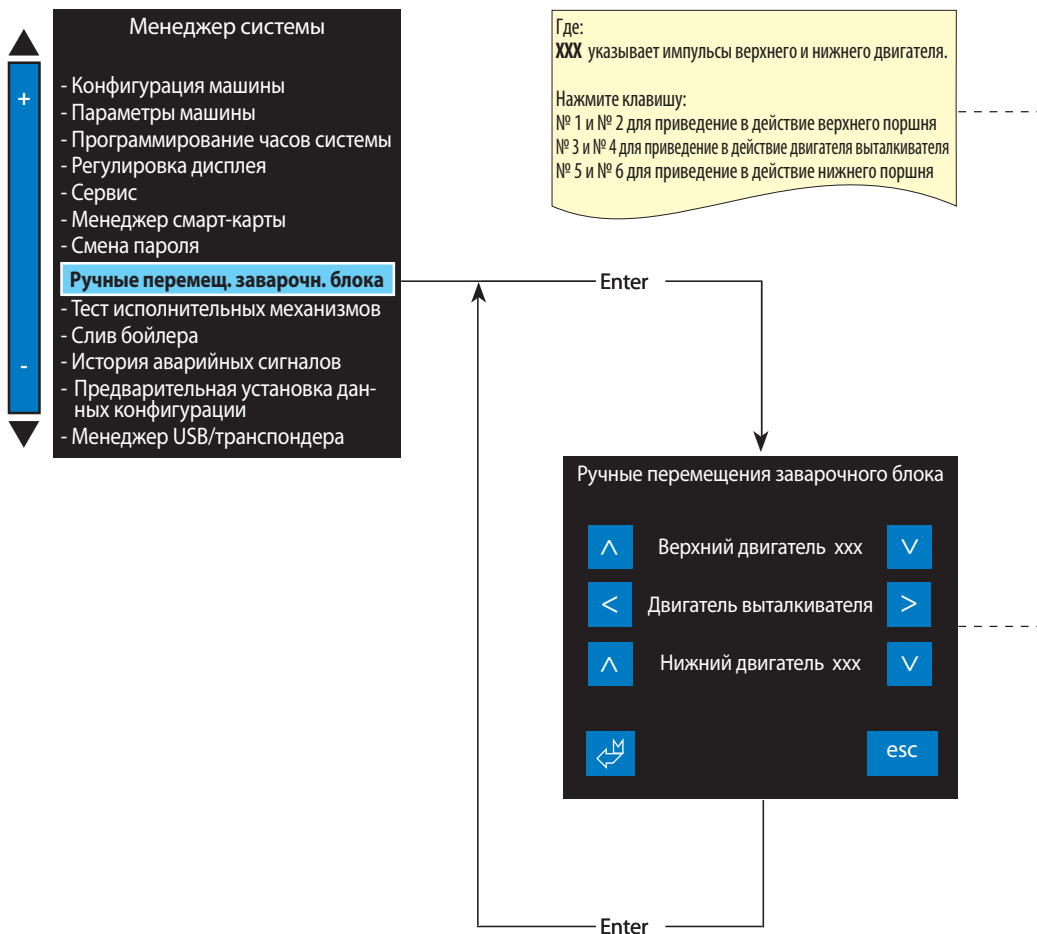 Менеджер системы
+
- Конфигурация машины
- Параметры машины
- Программирование часов системы
- Регулировка дисплея
- Сервис
- Менеджер смарт-карты
- Смена пароля
Ручные перемещ. заварочн. блока
- Тест исполнительных механизмов
- Слив бойлера
- История аварийных сигналов
- Предварительная установка дан-
ных конфигурации
- Менеджер USB/транспондера
-
Где:
XXX указывает импульсы верхнего и нижнего двигателя.
Нажмите клавишу:
№ 1 и № 2 для приведение в действие верхнего поршня
№ 3 и № 4 для приведение в действие двигателя выталкивателя
№ 5 и № 6 для приведение в действие нижнего поршня
Enter
Ручные перемещения заварочного блока
^ Верхний двигатель xxx v
< Двигатель выталкивателя >
^ Нижний двигатель xxx v
M esc
Enter